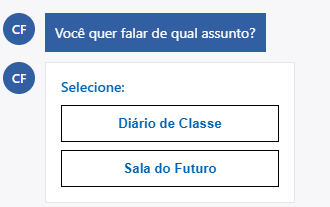 CF
Você quer falar de qual assunto?
CF
Selecione:
Diário de Classe
Sala do Futuro